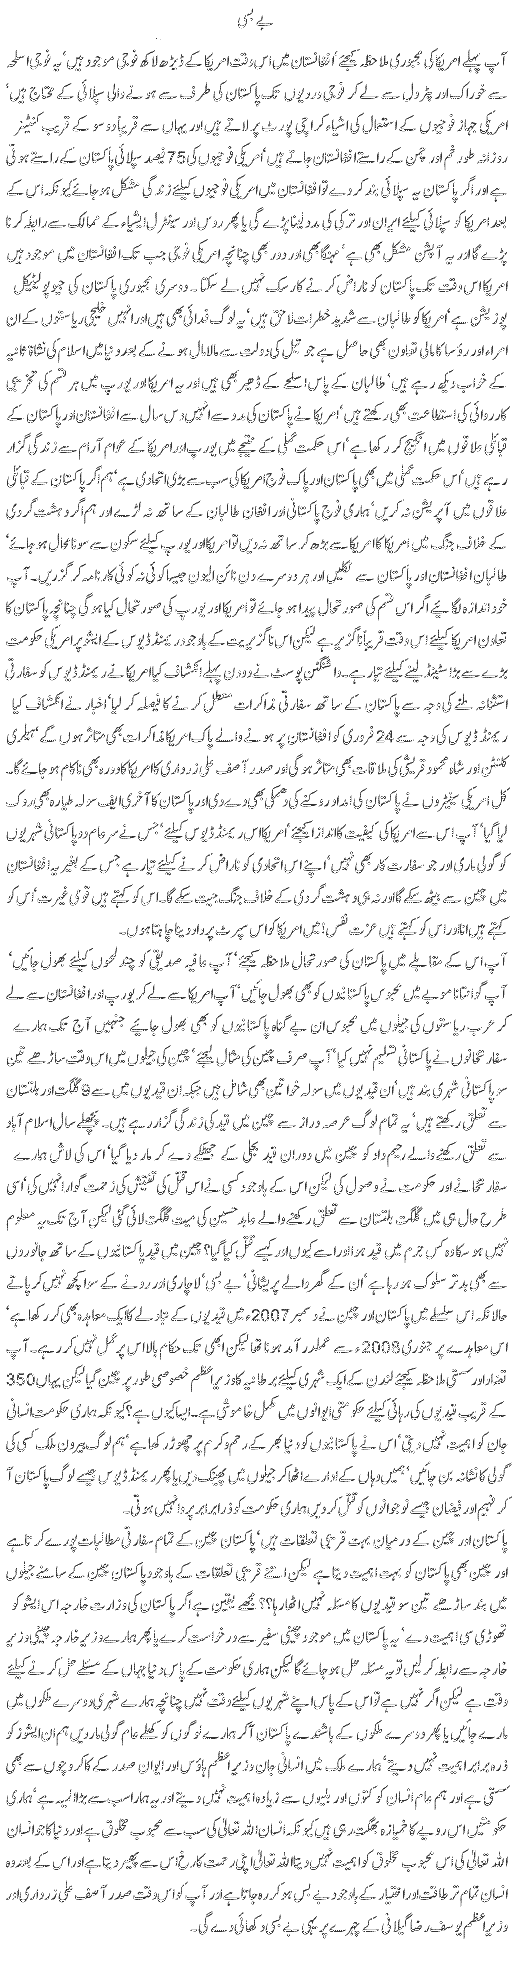 بے بسی
آپ پہلے امریکا کی مجبوری ملاحظہ کیجئے‘ افغانستان میں اس وقت امریکا کے ڈیڑھ لاکھ فوجی موجود ہیں‘ یہ فوجی اسلحہ
سے خوراک اور پٹرول سے لے کر فوجی وردیوں تک پاکستان کی طرف سے ہونے والی سپلائی کے محتاج ہیں‘
امریکی جہاز فوجیوں کے استعمال کی اشیاء کراچی پورٹ پر لاتے ہیں اور یہاں سے قریباً دو سو کے قریب کنٹینر
روزانہ طورخم اور چمن کے راستے افغانستان جاتے ہیں‘ امریکی فوجیوں کی 75 فیصد سپلائی پاکستان کے راستے ہوتی
ہے اور اگر پاکستان یہ سپلائی بند کر دے تو افغانستان میں امریکی فوجیوں کیلئے زندگی مشکل ہو جائے کیونکہ اس کے
بعد امریکا کو سپلائی کیلئے ایران اور ترکی کی مدد لینا پڑے گی یا پھر روس اور سینٹرل ایشیاء کے ممالک سے رابطہ کرنا
پڑے گا اور یہ آپشن مشکل بھی ہے‘ مہنگا بھی اور دور بھی چنانچہ امریکی فوجی جب تک افغانستان میں موجود ہیں
امریکا اس وقت تک پاکستان کو ناراض کرنے کا رسک نہیں لے سکتا۔ دوسری مجبوری پاکستان کی جیو پولیٹیکل
پوزیشن ہے‘ امریکا کو طالبان سے شدید خطرات لاحق ہیں‘ یہ لوگ فدائی بھی ہیں اور انہیں خلیجی ریاستوں کے ان
امراء اور رؤسا کا مالی تعاون بھی حاصل ہے جو تیل کی دولت سے مالا مال ہونے کے بعد دنیا میں اسلام کی نشاۃ ثانیہ
کے خواب دیکھ رہے ہیں‘ طالبان کے پاس اسلحے کے ڈھیر بھی ہیں اور یہ امریکا اور یورپ میں ہر قسم کی تخریبی
کارروائی کی استطاعت بھی رکھتے ہیں‘ امریکا نے پاکستان کی مدد سے انہیں دس سال سے افغانستان اور پاکستان کے
قبائلی علاقوں میں انگیج کر رکھا ہے‘ اس حکمت عملی کے نتیجے میں یورپ اور امریکا کے عوام آرام سے زندگی گزار
رہے ہیں‘ اس حکمت عملی میں بھی پاکستان اور پاک فوج امریکا کی سب سے بڑی اتحادی ہے‘ ہم اگر پاکستان کے قبائلی
علاقوں میں آپریشن نہ کریں‘ ہماری فوج پاکستانی اور افغان طالبان کے ساتھ نہ لڑے اور ہم اگر دہشت گردی
کے خلاف جنگ میں امریکا کا امریکا سے بڑھ کر ساتھ نہ دیں تو امریکا اور یورپ کیلئے سکون سے سونا محال ہو جائے‘
طالبان افغانستان اور پاکستان سے نکلیں اور ہر دوسرے دن نائن الیون جیسا کوئی نہ کوئی کارنامہ کر گزریں۔ آپ
خود اندازہ لگائیے اگر اس قسم کی صورتحال پیدا ہو جائے تو امریکا اور یورپ کی صورتحال کیا ہو گی چنانچہ پاکستان کا
تعاون امریکا کیلئے اس وقت قریباً ناگزیر ہے لیکن اس ناگزیریت کے باوجود ریمنڈ ڈیوس کے ایشو پر امریکی حکومت
بڑے سے بڑا سٹینڈ لینے کیلئے تیار ہے۔ واشنگٹن پوسٹ نے دو دن پہلے انکشاف کیا امریکا نے ریمنڈ ڈیوس کو سفارتی
استثناء نہ ملنے کی وجہ سے پاکستان کے ساتھ سفارتی مذاکرات معطل کرنے کا فیصلہ کر لیا‘ اخبار نے انکشاف کیا
ریمنڈ ڈیوس کی وجہ سے 24 فروری کو افغانستان پر ہونے والے پاک امریکا مذاکرات بھی متاثر ہوں گے‘ ہیلری
کلنٹن اور شاہ محمود قریشی کی ملاقات بھی متاثر ہو گی اور صدر آصف علی زرداری کا امریکا کا دورہ بھی ناکام ہو جائے گا۔
کل امریکی سینیٹروں نے پاکستان کی امداد روکنے کی دھمکی بھی دے دی اور پاکستان کا آخری ایف سولہ طیارہ بھی روک
لیا گیا‘ آپ اس سے امریکا کی کیفیت کا اندازا کیجئے‘ امریکا اس ریمنڈ ڈیوس کیلئے‘ جس نے سرعام دو پاکستانی شہریوں
کو گولی ماری اور جو سفارت کار بھی نہیں‘ اپنے اس اتحادی کو ناراض کرنے کیلئے تیار ہے جس کے بغیر یہ افغانستان
میں چین سے بیٹھ سکے گا اور نہ ہی دہشت گردی کے خلاف جنگ جیت سکے گا۔ اس کو کہتے ہیں قومی غیرت‘ اس کو
کہتے ہیں انا اور اس کو کہتے ہیں عزت نفس! میں امریکا کو اس سپرٹ پر داد دینا چاہتا ہوں۔
آپ اس کے مقابلے میں پاکستان کی صورتحال ملاحظہ کیجئے‘ آپ عافیہ صدیقی کو چند لمحوں کیلئے بھول جائیں‘
آپ گوانتاناموبے میں محبوس پاکستانیوں کو بھی بھول جائیں‘ آپ امریکا سے لے کر یورپ اور افغانستان سے لے
کر عرب ریاستوں کی جیلوں میں محبوس ان بے گناہ پاکستانیوں کو بھی بھول جائیے جنہیں آج تک ہمارے
سفارتخانوں نے پاکستانی تسلیم نہیں کیا‘ آپ صرف چین کی مثال لیجئے‘ چین کی جیلوں میں اس وقت ساڑھے تین
سو پاکستانی شہری بند ہیں‘ ان قیدیوں میں سولہ خواتین بھی شامل ہیں جبکہ ان قیدیوں میں سے 9 گلگت اور بلتستان
سے تعلق رکھتے ہیں‘ یہ تمام لوگ عرصہ دراز سے چین میں قید کی زندگی گزار رہے ہیں۔ پچھلے سال اسلام آباد
سے تعلق رکھنے والے رحیم داد کو چین میں دوران قید بجلی کے جھٹکے دے کر مار دیا گیا‘ اس کی لاش ہمارے
سفارتخانے اور حکومت نے وصول کی لیکن اس کے باوجود کسی نے اس قتل کی تفتیش کی زحمت گوارا نہیں کی‘ اسی
طرح حال ہی میں گلگت بلتستان سے تعلق رکھنے والے عابد حسین کی میت گلگت لائی گئی لیکن آج تک یہ معلوم
نہیں ہو سکا وہ کس جرم میں قید ہوا اور اسے کیوں اور کیسے قتل کیا گیا؟ چین میں قید پاکستانیوں کے ساتھ جانوروں
سے بھی بدتر سلوک ہو رہا ہے‘ ان کے گھر والے پریشانی‘ بے بسی‘ لاچاری اور رونے کے سوا کچھ نہیں کر پاتے
حالانکہ اس سلسلے میں پاکستان اور چین نے دسمبر 2007ء میں قیدیوں کے تبادلے کا ایک معاہدہ بھی کر رکھا ہے‘
اس معاہدے پر جنوری 2008ء سے عملدرآمد ہونا تھا لیکن ابھی تک حکام بالا اس پر عمل نہیں کر رہے۔ آپ
تضاد اور سستی ملاحظہ کیجئے لندن کے ایک شہری کیلئے برطانیہ کا وزیراعظم خصوصی طور پر چین گیا لیکن یہاں 350
کے قریب قیدیوں کی رہائی کیلئے حکومتی ایوانوں میں مکمل خاموشی ہے۔ ایسا کیوں ہے؟ کیونکہ ہماری حکومت انسانی
جان کو اہمیت نہیں دیتی‘ اس نے پاکستانیوں کو دنیا بھر کے رحم و کرم پر چھوڑ رکھا ہے‘ ہم لوگ بیرون ملک کسی کی
گولی کا نشانہ بن جائیں‘ ہمیں وہاں کے ادارے اٹھا کر جیلوں میں پھینک دیں یا پھر ریمنڈ ڈیوس جیسے لوگ پاکستان آ
کر فہیم اور فیضان جیسے نوجوانوں کو قتل کر دیں ہماری حکومت کو ذرا برابر پرواہ نہیں ہوتی۔
پاکستان اور چین کے درمیان بہت قریبی تعلقات ہیں‘ پاکستان چین کے تمام سفارتی مطالبات پورے کرتا ہے
اور چین بھی پاکستان کو بہت اہمیت دیتا ہے لیکن اتنے قریبی تعلقات کے باوجود پاکستان چین کے سامنے جیلوں
میں بند ساڑھے تین سو قیدیوں کا مسئلہ نہیں اٹھا رہا؟؟ مجھے یقین ہے اگر پاکستان کی وزارت خارجہ اس ایشو کو
تھوڑی سی اہمیت دے‘ یہ پاکستان میں موجود چینی سفیر سے درخواست کرے یا پھر ہمارے وزیر خارجہ چینی وزیر
خارجہ سے رابطہ کر لیں تو یہ مسئلہ حل ہو جائے گا لیکن ہماری حکومت کے پاس دنیا جہاں کے مسئلے حل کرنے کیلئے
وقت ہے لیکن اگر نہیں ہے تو اس کے پاس اپنے شہریوں کیلئے وقت نہیں چنانچہ ہمارے شہری دوسرے ملکوں میں
مارے جائیں یا پھر دوسرے ملکوں کے باشندے پاکستان آ کر ہمارے لوگوں کو کھلے عام گولی مار دیں ہم ان ایشوز کو
ذرہ برابر اہمیت نہیں دیتے‘ ہمارے ملک میں انسانی جان وزیراعظم ہاؤس اور ایوان صدر کے کاکروچوں سے بھی
سستی ہے اور ہم عام انسان کو کتوں اور بلیوں سے زیادہ اہمیت نہیں دیتے اور یہ ہمارا سب سے بڑا المیہ ہے‘ ہماری
حکومتیں اس رویے کا خمیازہ بھگت رہی ہیں کیونکہ انسان اللہ تعالیٰ کی سب سے محبوب مخلوق ہے اور دنیا کا جو انسان
اللہ تعالیٰ کی اس محبوب مخلوق کو اہمیت نہیں دیتا اللہ تعالیٰ اپنی رحمت کا رخ اس سے پھیر دیتا ہے اور اس کے بعد وہ
انسان تمام تر طاقت اور اختیار کے باوجود بے بس ہو کر رہ جاتا ہے اور آپ کو اس وقت صدر آصف علی زرداری اور
وزیراعظم یوسف رضا گیلانی کے چہرے پر یہی بے بسی دکھائی دے گی۔